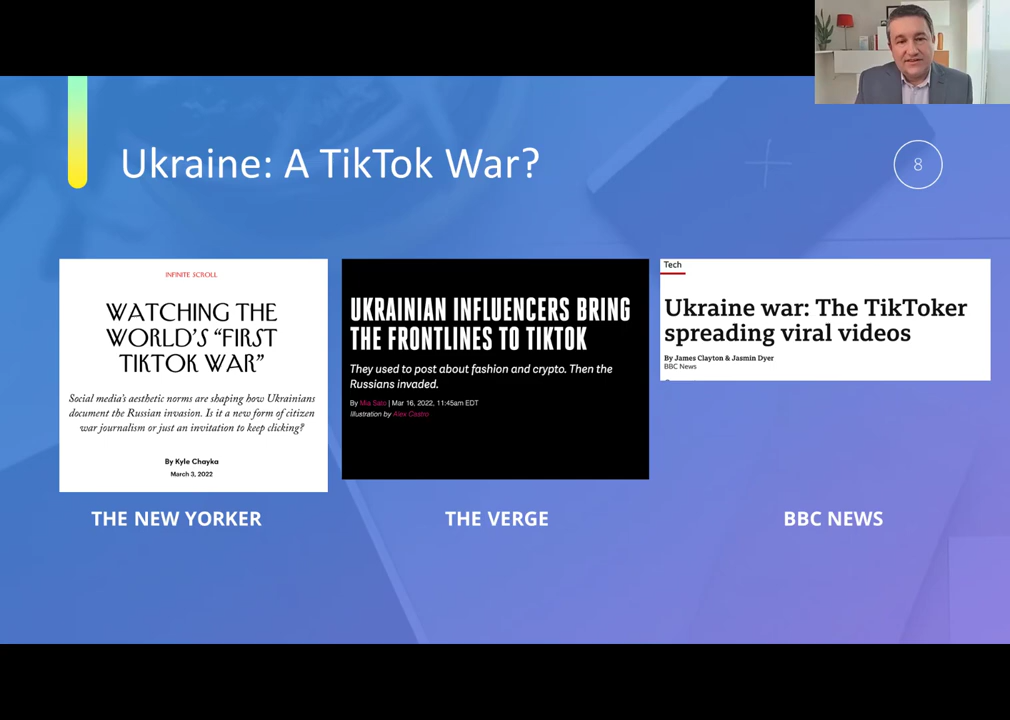 Ukraine: A TikTok War?
8
INFINITE SCROLL
WATCHING THE
WORLD'S “FIRST
TIKTOK WAR”
Social media's aesthetic norms are shaping how Ukrainians
document the Russian invasion. Is it a new form of citizen
war journalism or just an invitation to keep clicking?
By Kyle Chayka
March 3, 2022
THE NEW YORKER
UKRAINIAN INFLUENCERS BRING
THE FRONTLINES TO TIKTOK
They used to post about fashion and crypto. Then the
Russians invaded.
By Mia Sato | Mar 16, 2022, 11:45am EDT
Illustration by Alex Castro
THE VERGE
Tech
Ukraine war: The TikToker
spreading viral videos
By James Clayton & Jasmin Dyer
BBC News
BBC NEWS